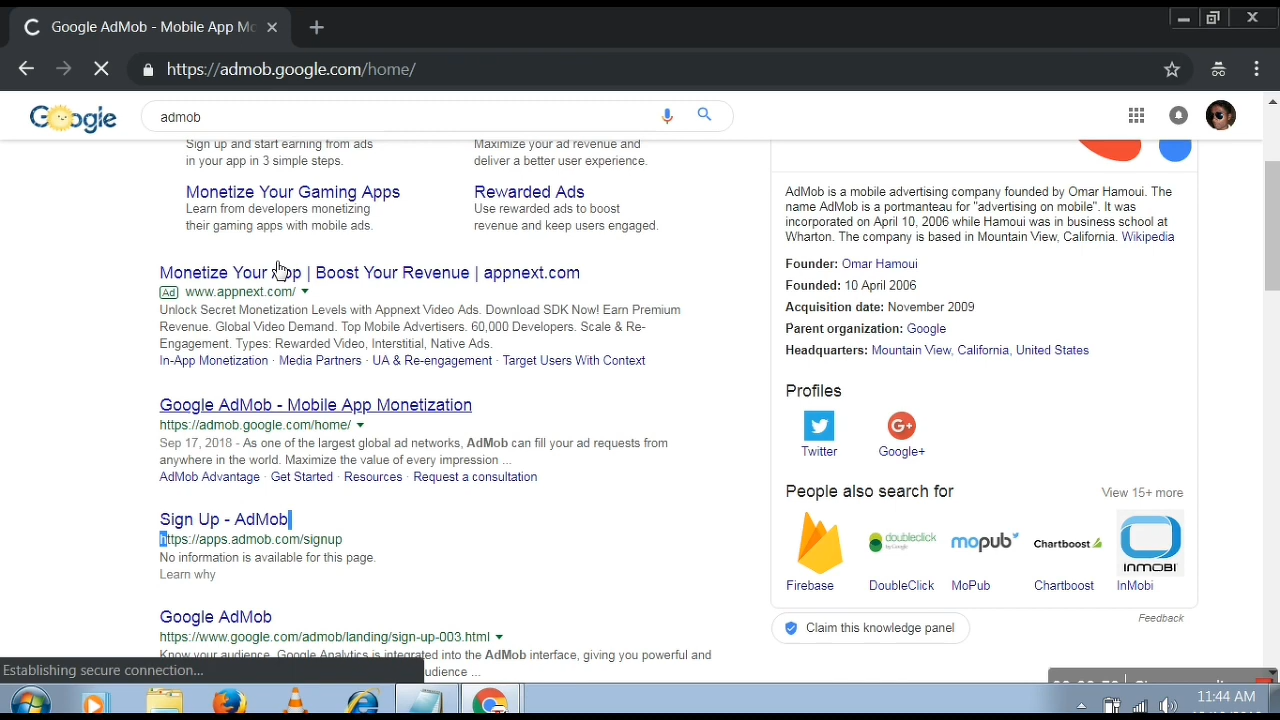 Google AdMob - Mobile App Mo
https://admob.google.com/home/
Google
admob
Sign up and start earning from ads
in your app in 3 simple steps.
Maximize your ad revenue and
deliver a better user experience.
Monetize Your Gaming Apps
Learn from developers monetizing
their gaming apps with mobile ads.
Rewarded Ads
Use rewarded ads to boost
revenue and keep users engaged.
Monetize Your App | Boost Your Revenue | appnext.com
Ad www.appnext.com/
Unlock Secret Monetization Levels with Appnext Video Ads. Download SDK Now! Earn Premium
Revenue. Global Video Demand. Top Mobile Advertisers. 60,000 Developers. Scale & Re-
Engagement. Types: Rewarded Video, Interstitial, Native Ads.
In-App Monetization · Media Partners · UA & Re-engagement · Target Users With Context
Google AdMob - Mobile App Monetization
https://admob.google.com/home/
Sep 17, 2018 - As one of the largest global ad networks, AdMob can fill your ad requests from
anywhere in the world. Maximize the value of every impression ...
AdMob Advantage · Get Started · Resources · Request a consultation
Sign Up - AdMob
https://apps.admob.com/signup
No information is available for this page.
Learn why
Google AdMob
https://www.google.com/admob/landing/sign-up-003.html
Know your audience. Google Analytics is integrated into the AdMob interface, giving you powerful and
udience ...
AdMob is a mobile advertising company founded by Omar Hamoui. The
name AdMob is a portmanteau for "advertising on mobile". It was
incorporated on April 10, 2006 while Hamoui was in business school at
Wharton. The company is based in Mountain View, California. Wikipedia
Founder: Omar Hamoui
Founded: 10 April 2006
Acquisition date: November 2009
Parent organization: Google
Headquarters: Mountain View, California, United States
Profiles
Twitter
Google+
People also search for
View 15+ more
doubleclick
mopub
Chartboost
INMOBI
Firebase
DoubleClick
MoPub
Chartboost
InMobi
Feedback
Claim this knowledge panel
Establishing secure connection...
11:44 AM